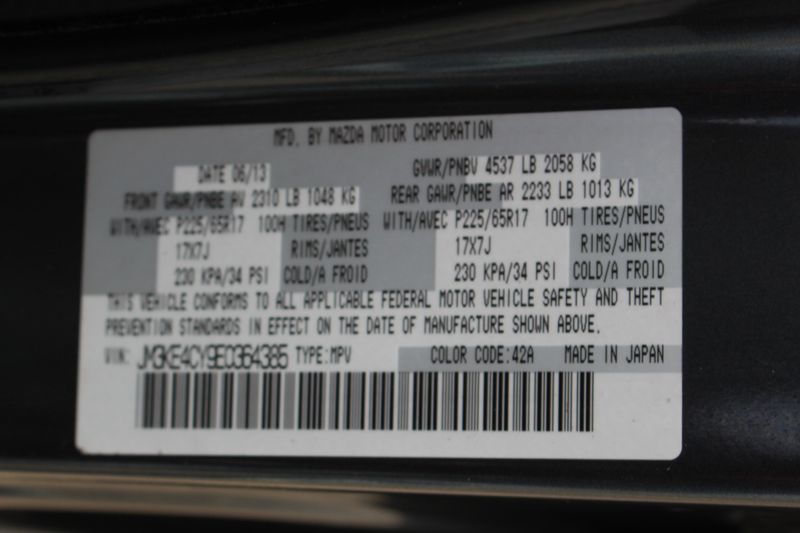 MFD. BY MAZDA MOTOR CORPORATION
DATE 06/13 GVWR/PNBV 4537 LB 2058 KG
FRONT GAWR/PNBE AV 2310 LB 1048 KG REAR GAWR/PNBE AR 2233 LB 1013 KG
WITH/AVEC P225/65R17 100H TIRES/PNEUS WITH/AVEC P225/65R17 100H TIRES/PNEUS
17X7J RIMS/JANTES 17X7J RIMS/JANTES
230 KPA/34 PSI COLD/A FROID 230 KPA/34 PSI COLD/A FROID
THIS VEHICLE CONFORMS TO ALL APPLICABLE FEDERAL MOTOR VEHICLE SAFETY AND THEFT
PREVENTION STANDARDS IN EFFECT ON THE DATE OF MANUFACTURE SHOWN ABOVE.
VIN: JM3KE4CY9E0364385 TYPE:MPV COLOR CODE:42A MADE IN JAPAN